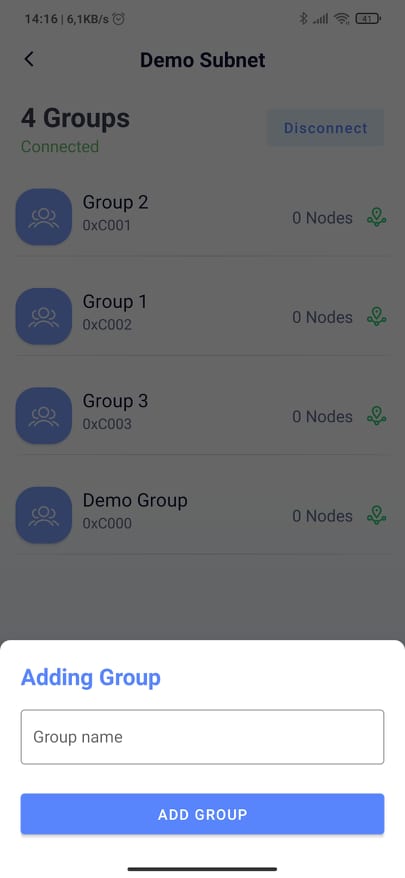 14:16 | 6,1KB/s 41
Demo Subnet
4 Groups
Disconnect
Connected
Group 2
0xC001
0 Nodes
Group 1
0xC002
0 Nodes
Group 3
0xC003
0 Nodes
Demo Group
0xC000
0 Nodes
Adding Group
Group name
ADD GROUP